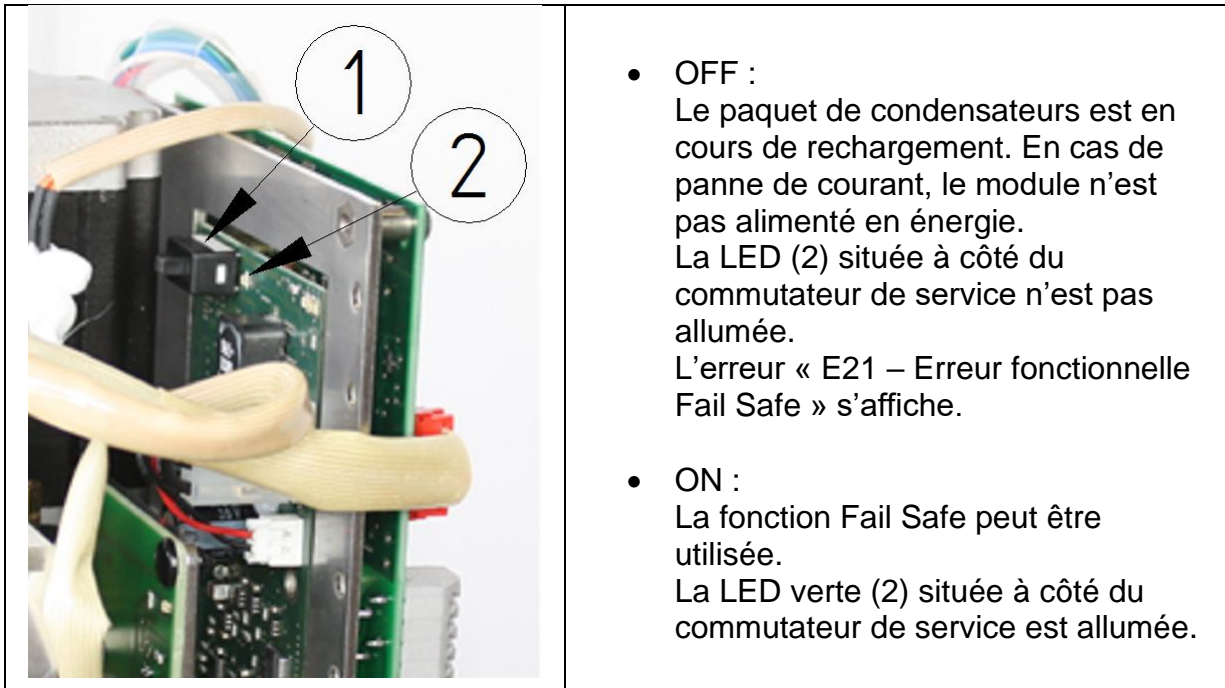 1
2
• OFF :
Le paquet de condensateurs est en
cours de rechargement. En cas de
panne de courant, le module n’est
pas alimenté en énergie.
La LED (2) située à côté du
commutateur de service n’est pas
allumée.
L’erreur « E21 – Erreur fonctionnelle
Fail Safe » s’affiche.
• ON :
La fonction Fail Safe peut être
utilisée.
La LED verte (2) située à côté du
commutateur de service est allumée.